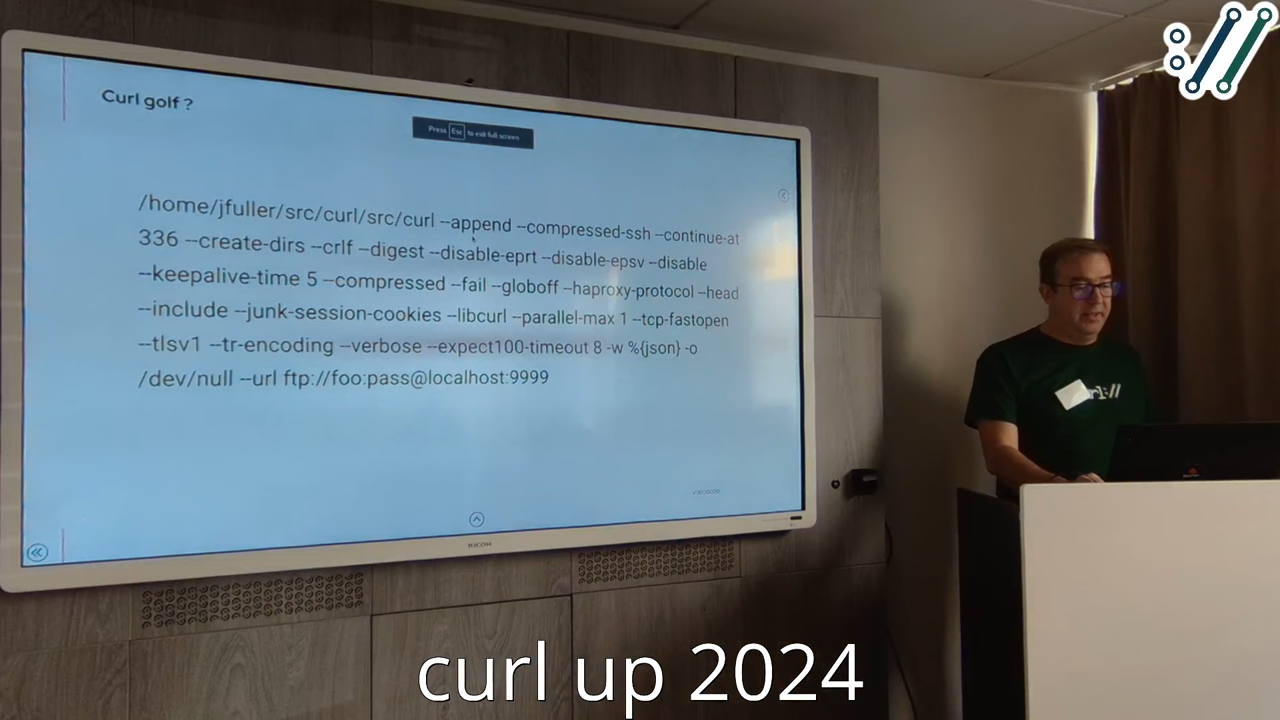 Curl golf ?
Press Esc to exit full screen
/home/jfuller/src/curl/src/curl --append --compressed-ssh --continue-at
336 --create-dirs --crlf --digest --disable-eprt --disable-epsv --disable
--keepalive-time 5 --compressed --fail --globoff --haproxy-protocol --head
--include --junk-session-cookies --libcurl --parallel-max 1 --tcp-fastopen
--tlsv1 --tr-encoding --verbose --expect100-timeout 8 -w %{json} -o
/dev/null --url ftp://foo:pass@localhost:9999
RICOH
rl://
curl up 2024